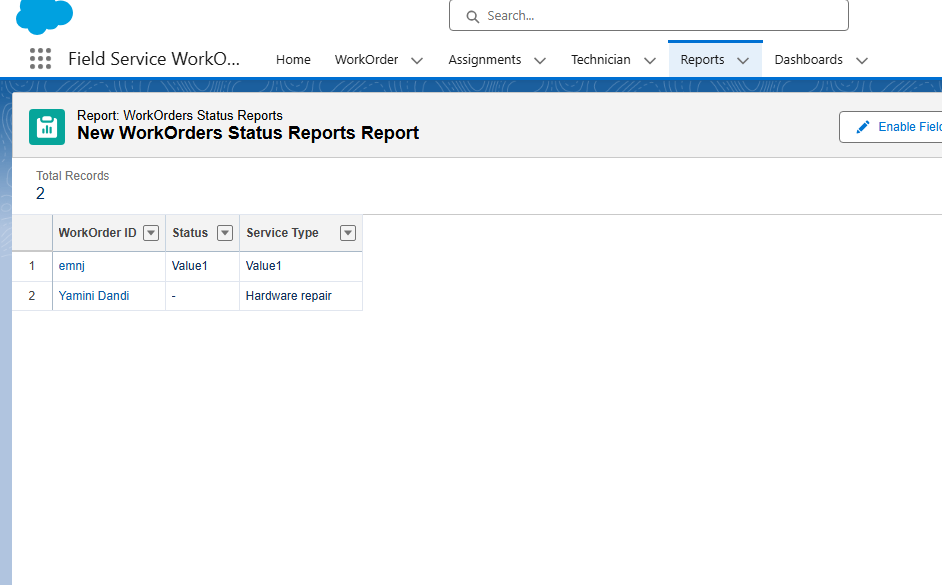 Search...
Field Service WorkO...
Home
WorkOrder
Assignments
Technician
Reports
Dashboards
Report: WorkOrders Status Reports
New WorkOrders Status Reports Report
Enable Field
Total Records
2
WorkOrder ID Status Service Type
1 emnj Value1 Value1
2 Yamini Dandi - Hardware repair